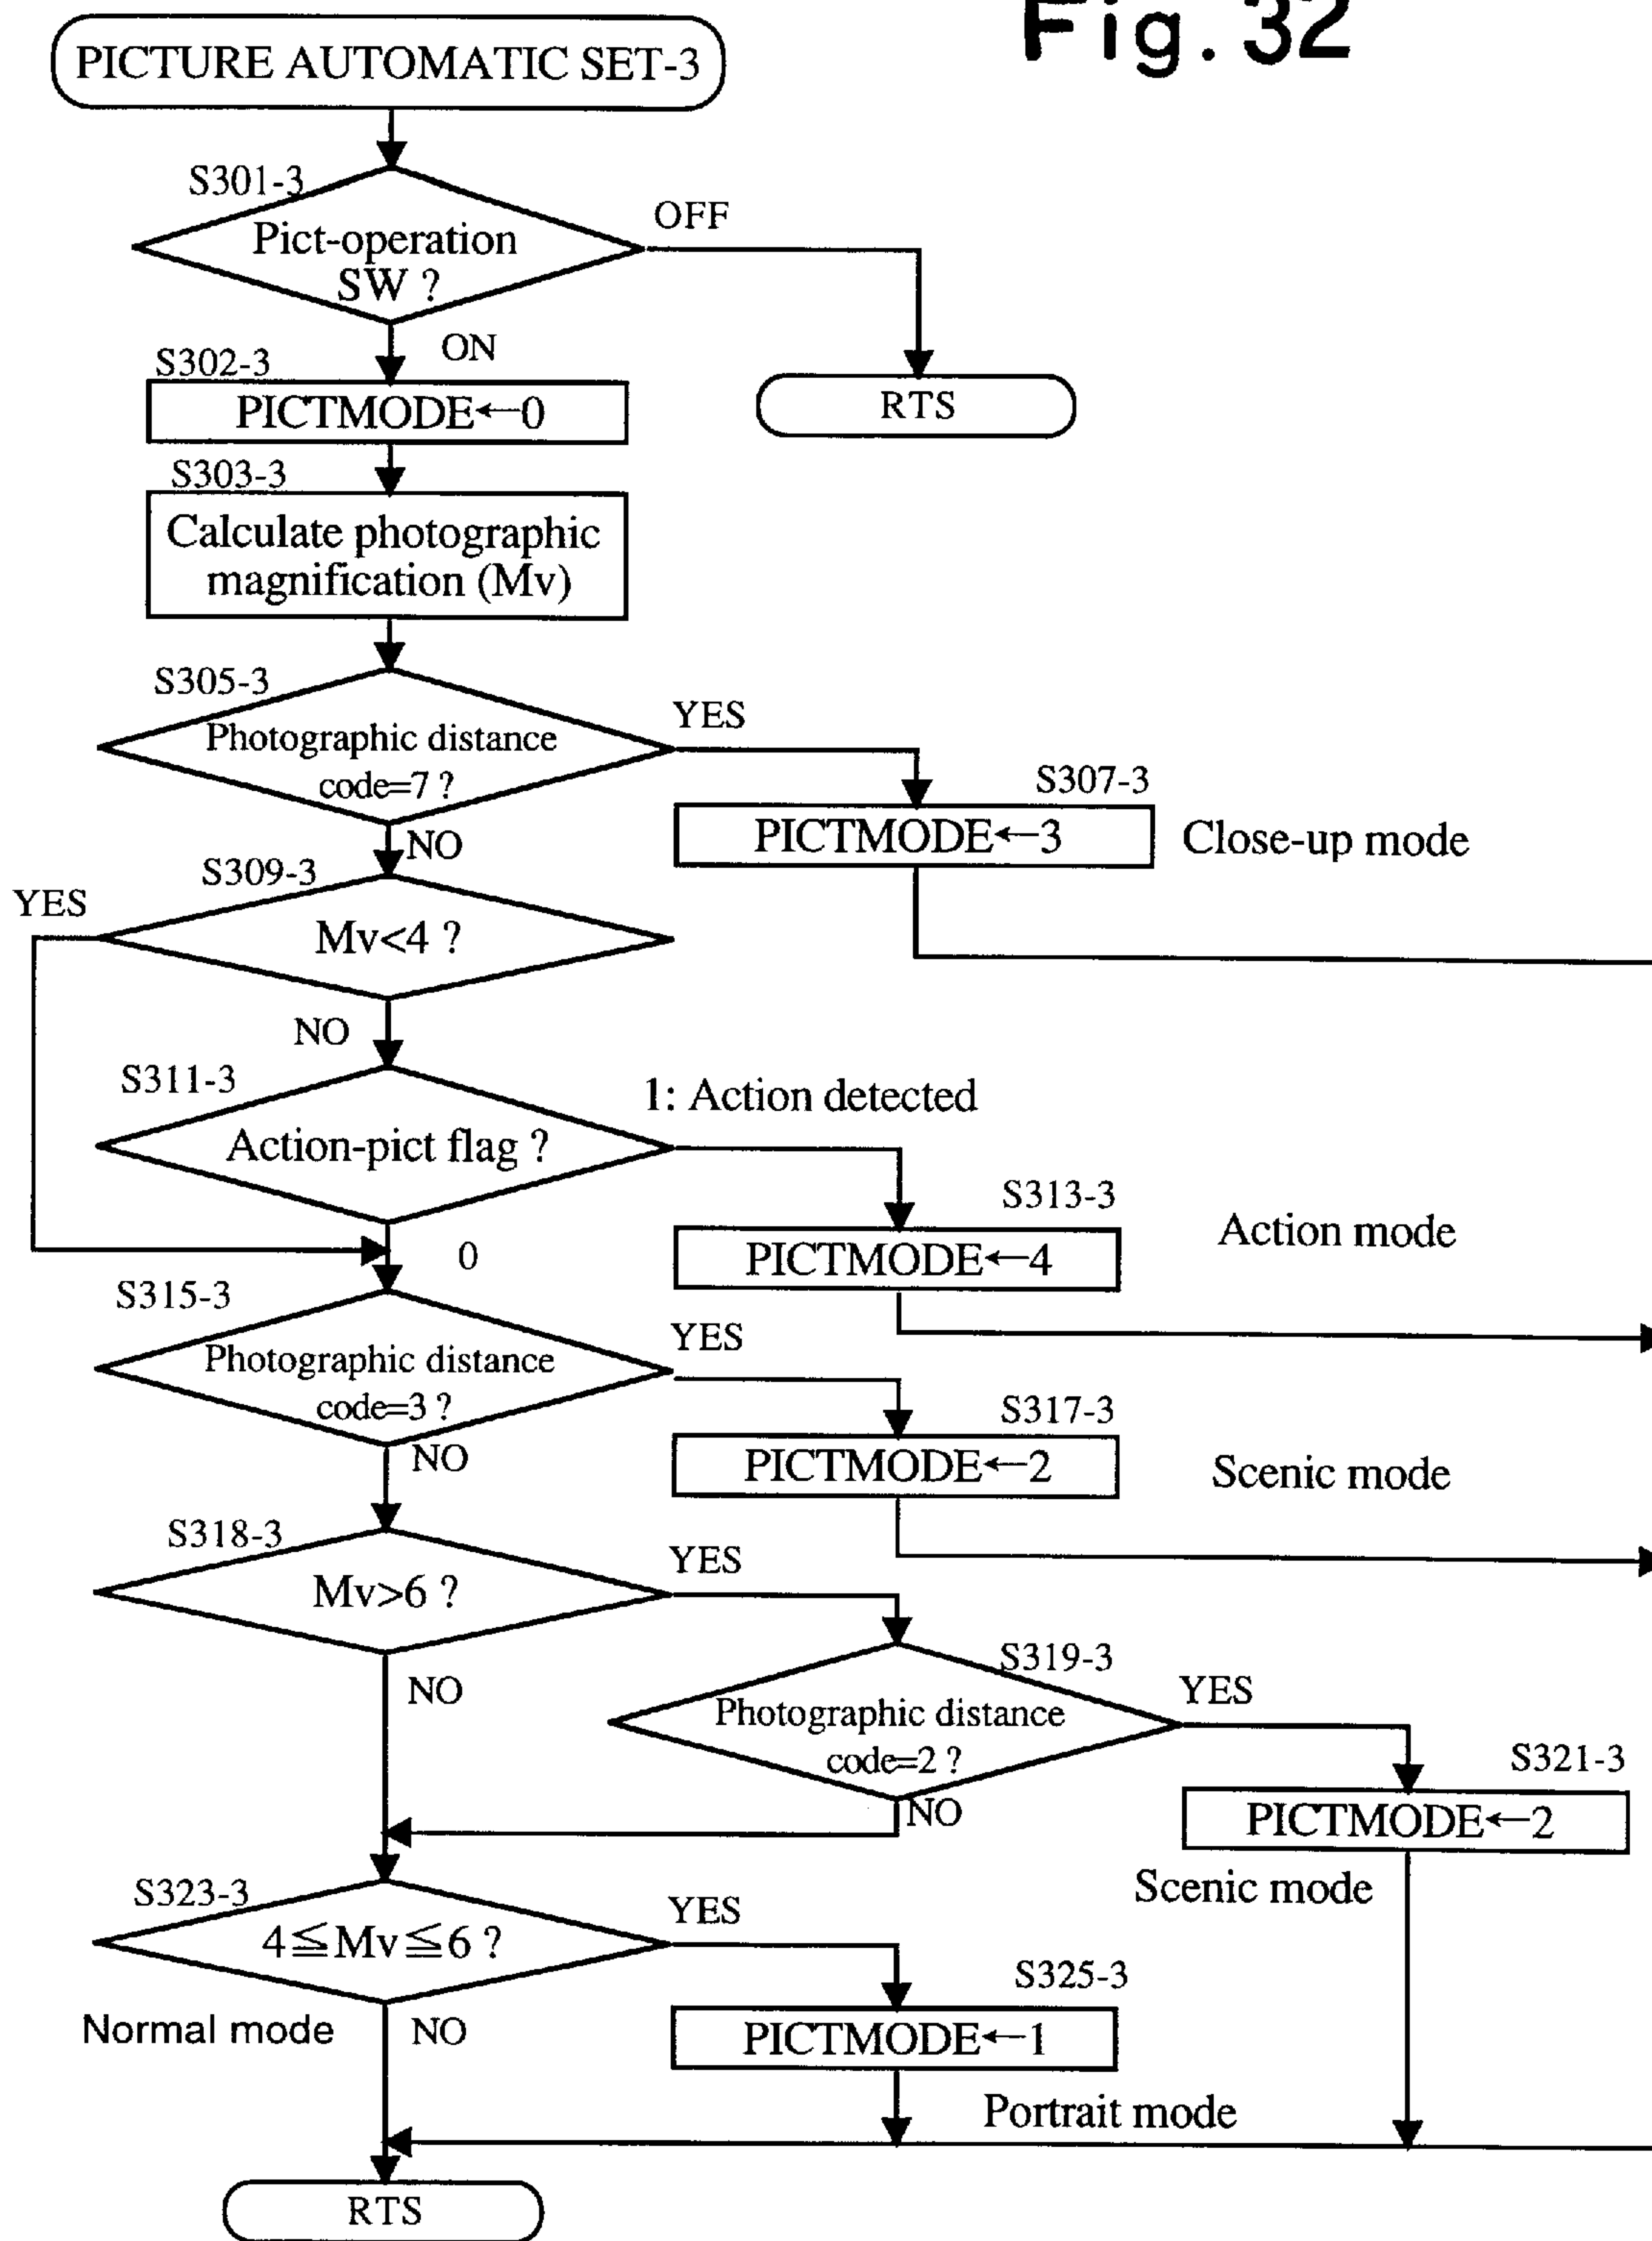 Fig. 32
PICTURE AUTOMATIC SET-3
S301-3
Pict-operation
SW ?
OFF
ON
RTS
S302-3
PICTMODE←0
S303-3
Calculate photographic
magnification (Mv)
S305-3
Photographic distance
code=7 ?
YES
NO
S307-3
PICTMODE←3
Close-up mode
S309-3
YES
Mv<4 ?
NO
S311-3
Action-pict flag ?
1: Action detected
0
S313-3
PICTMODE←4
Action mode
S315-3
Photographic distance
code=3 ?
YES
NO
S317-3
PICTMODE←2
Scenic mode
S318-3
Mv>6 ?
YES
NO
S319-3
Photographic distance
code=2 ?
YES
NO
S321-3
PICTMODE←2
Scenic mode
S323-3
4≦Mv≦6 ?
YES
Normal mode
NO
S325-3
PICTMODE←1
Portrait mode
RTS